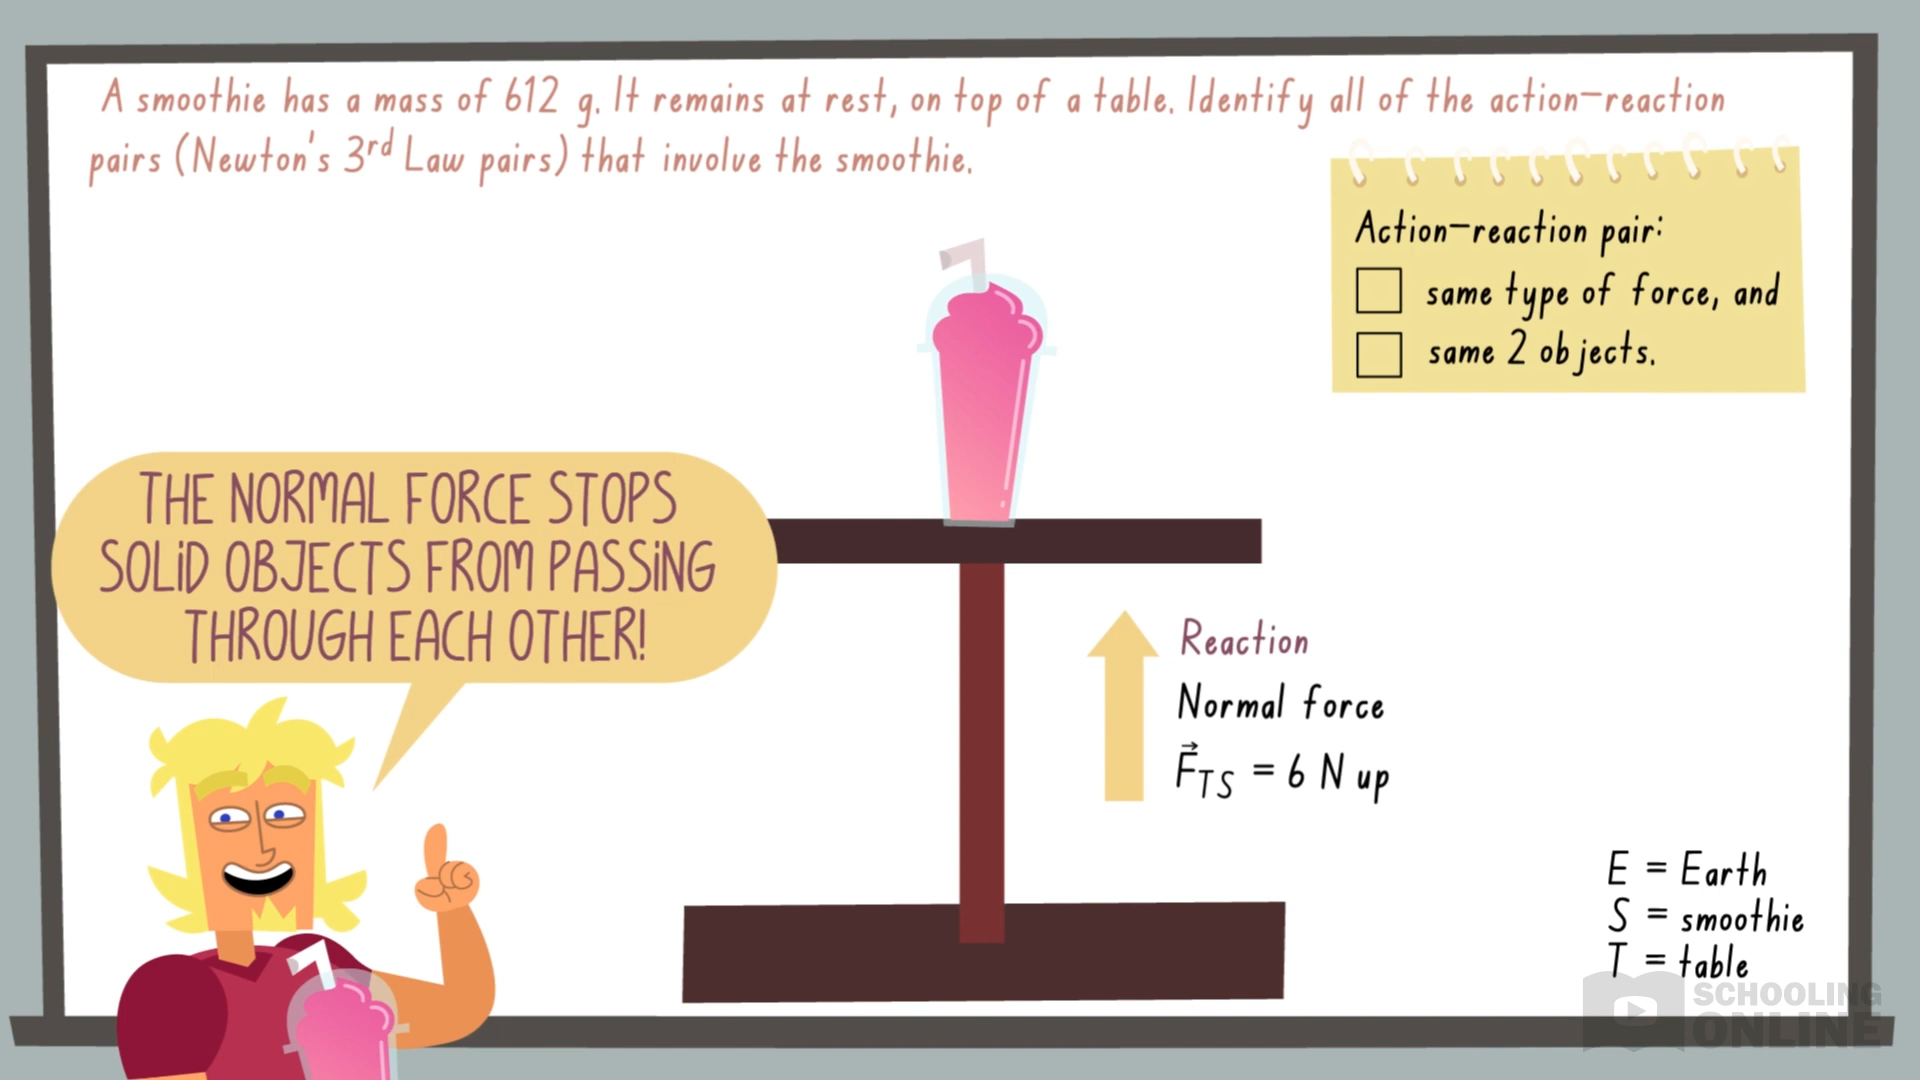 A smoothie has a mass of 612 g. It remains at rest, on top of a table. Identify all of the action-reaction
pairs (Newton's 3rd Law pairs) that involve the smoothie.
Action-reaction pair:
same type of force, and
same 2 objects.
THE NORMAL FORCE STOPS
SOLiD OBJECTS FROM PASSiNG
THROUGH EACH OTHER!
Reaction
Normal force
F⃗TS = 6 N up
E = Earth
S = smoothie
T = table
SCHOOLING
ONLINE